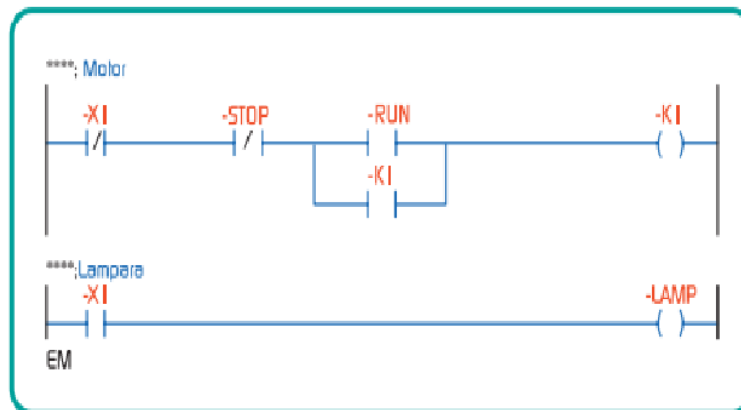 ****; Motor
-X1 -STOP -RUN -K1
-K1
****;Lampara
-X1 -LAMP
EM